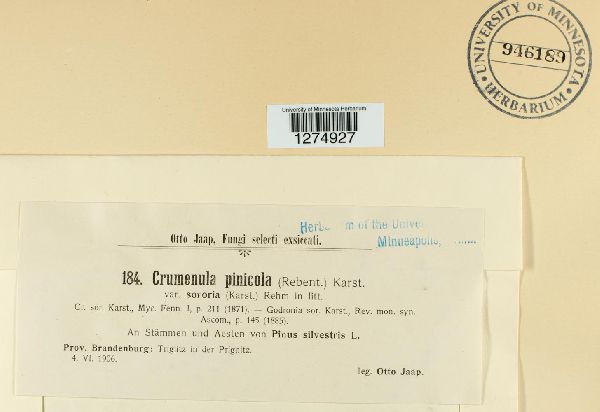 UNIVERSITY OF MINNESOTA
946189
HERBARIUM
University of Minnesota Herbarium
1274927
Otto Jaap, Fungi selecti exsiccati.
Herba m of the Univer
Minneapolis,
184. Crumenula pinicola (Rebent.) Karst.
var. sororia (Karst.) Rehm in litt.
Cr. sor. Karst., Myc. Fenn. I, p. 211 (1871). — Godronia sor. Karst., Rev. mon. syn.
Ascom., p. 145 (1885).
An Stämmen und Aesten von Pinus silvestris L.
Prov. Brandenburg: Triglitz in der Prignitz.
4. VI. 1906.
leg. Otto Jaap.